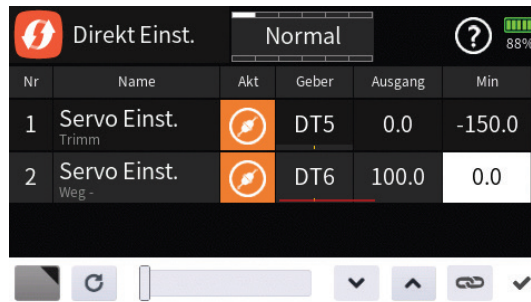 Direkt Einst.
Normal
?
88%
Nr Name Akt Geber Ausgang Min
1 Servo Einst. DT5 0.0 -150.0
Trimm
2 Servo Einst. DT6 100.0 0.0
Weg -